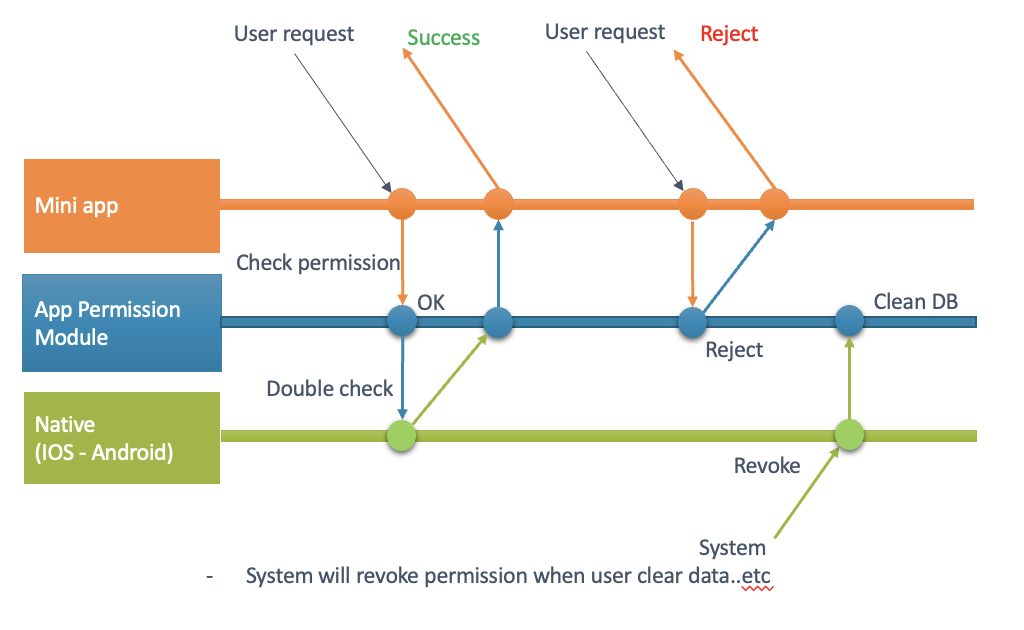 User request
Success
User request
Reject
Mini app
Check permission
App Permission
Module
OK
Clean DB
Reject
Double check
Native
(IOS - Android)
Revoke
System
- System will revoke permission when user clear data..etc